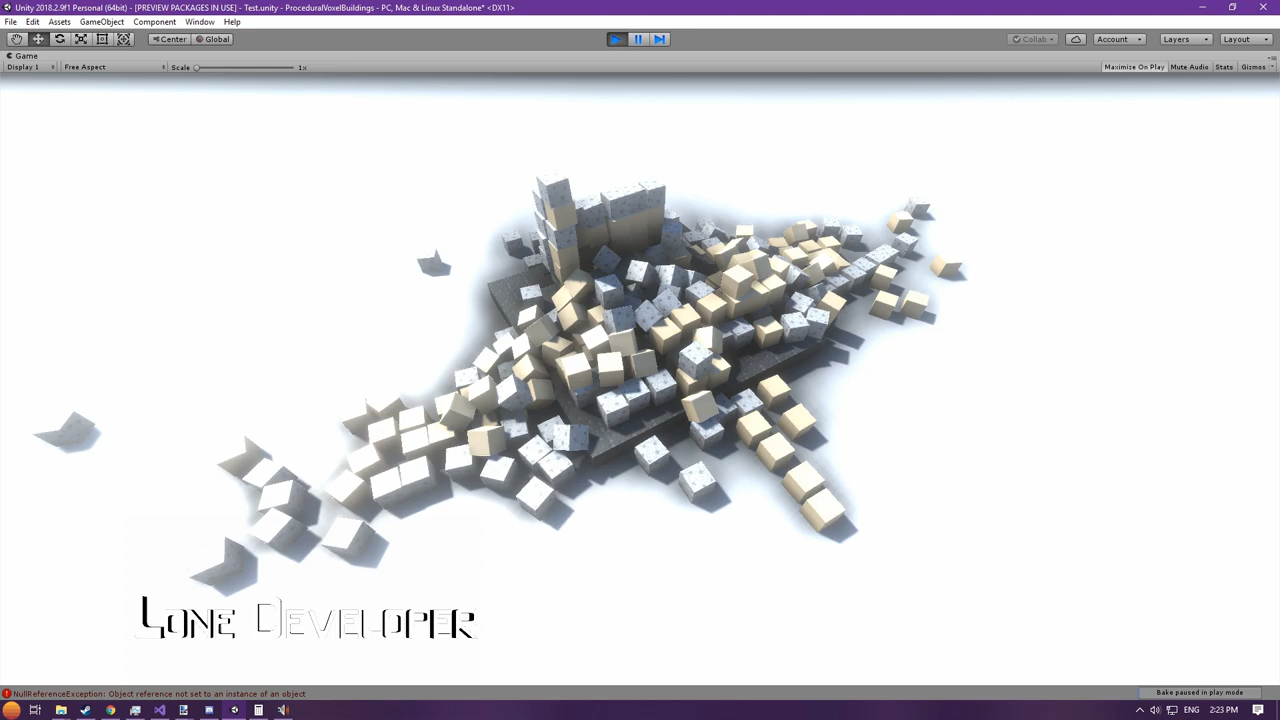 Unity 2018.2.9f1 Personal (64bit) - [PREVIEW PACKAGES IN USE] - Test.unity - ProceduralVoxelBuildings - PC, Mac & Linux Standalone* <DX11>
File Edit Assets GameObject Component Window Help
Center Global Collab Account Layers Layout
Game
Display 1 Free Aspect Scale 1x Maximize On Play Mute Audio Stats Gizmos
Lone Developer
NullReferenceException: Object reference not set to an instance of an object Bake paused in play mode
2:23 PM